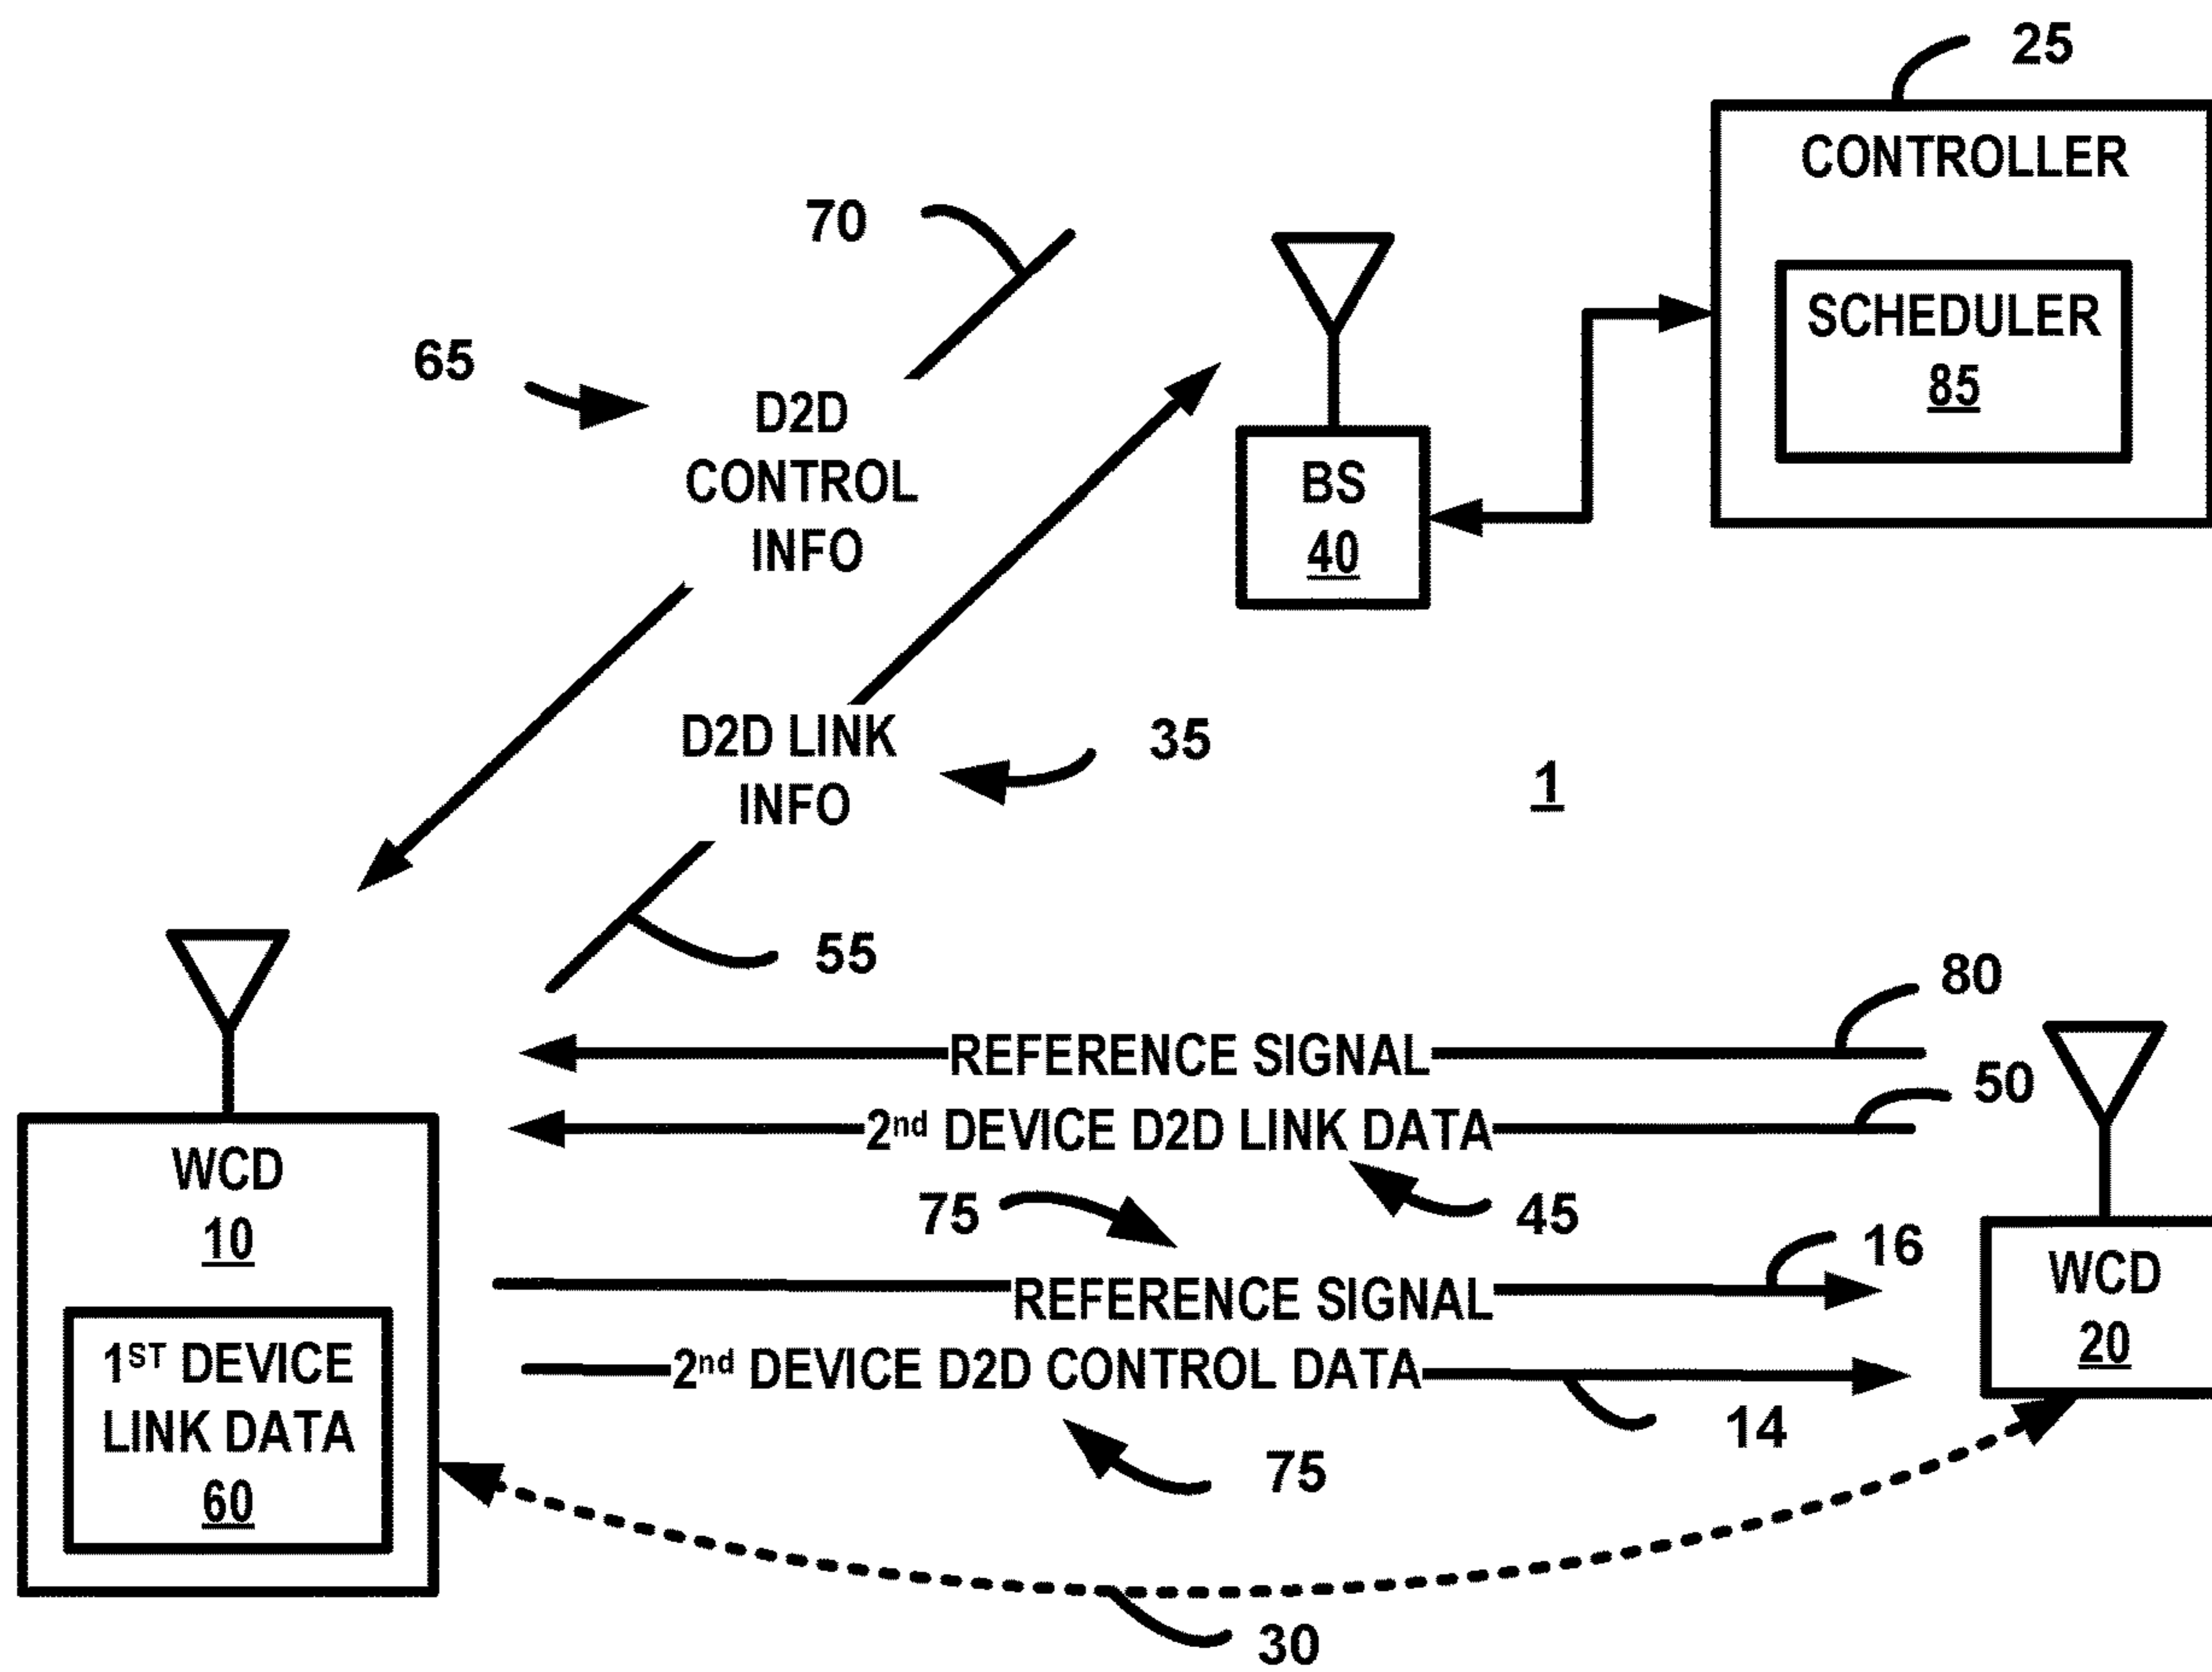 25
CONTROLLER
SCHEDULER
85
70
65
D2D
CONTROL
INFO
BS
40
D2D LINK
INFO
35
1
55
80
REFERENCE SIGNAL
50
2nd DEVICE D2D LINK DATA
75
45
16
REFERENCE SIGNAL
2nd DEVICE D2D CONTROL DATA
14
75
WCD
10
1ST DEVICE
LINK DATA
60
WCD
20
30